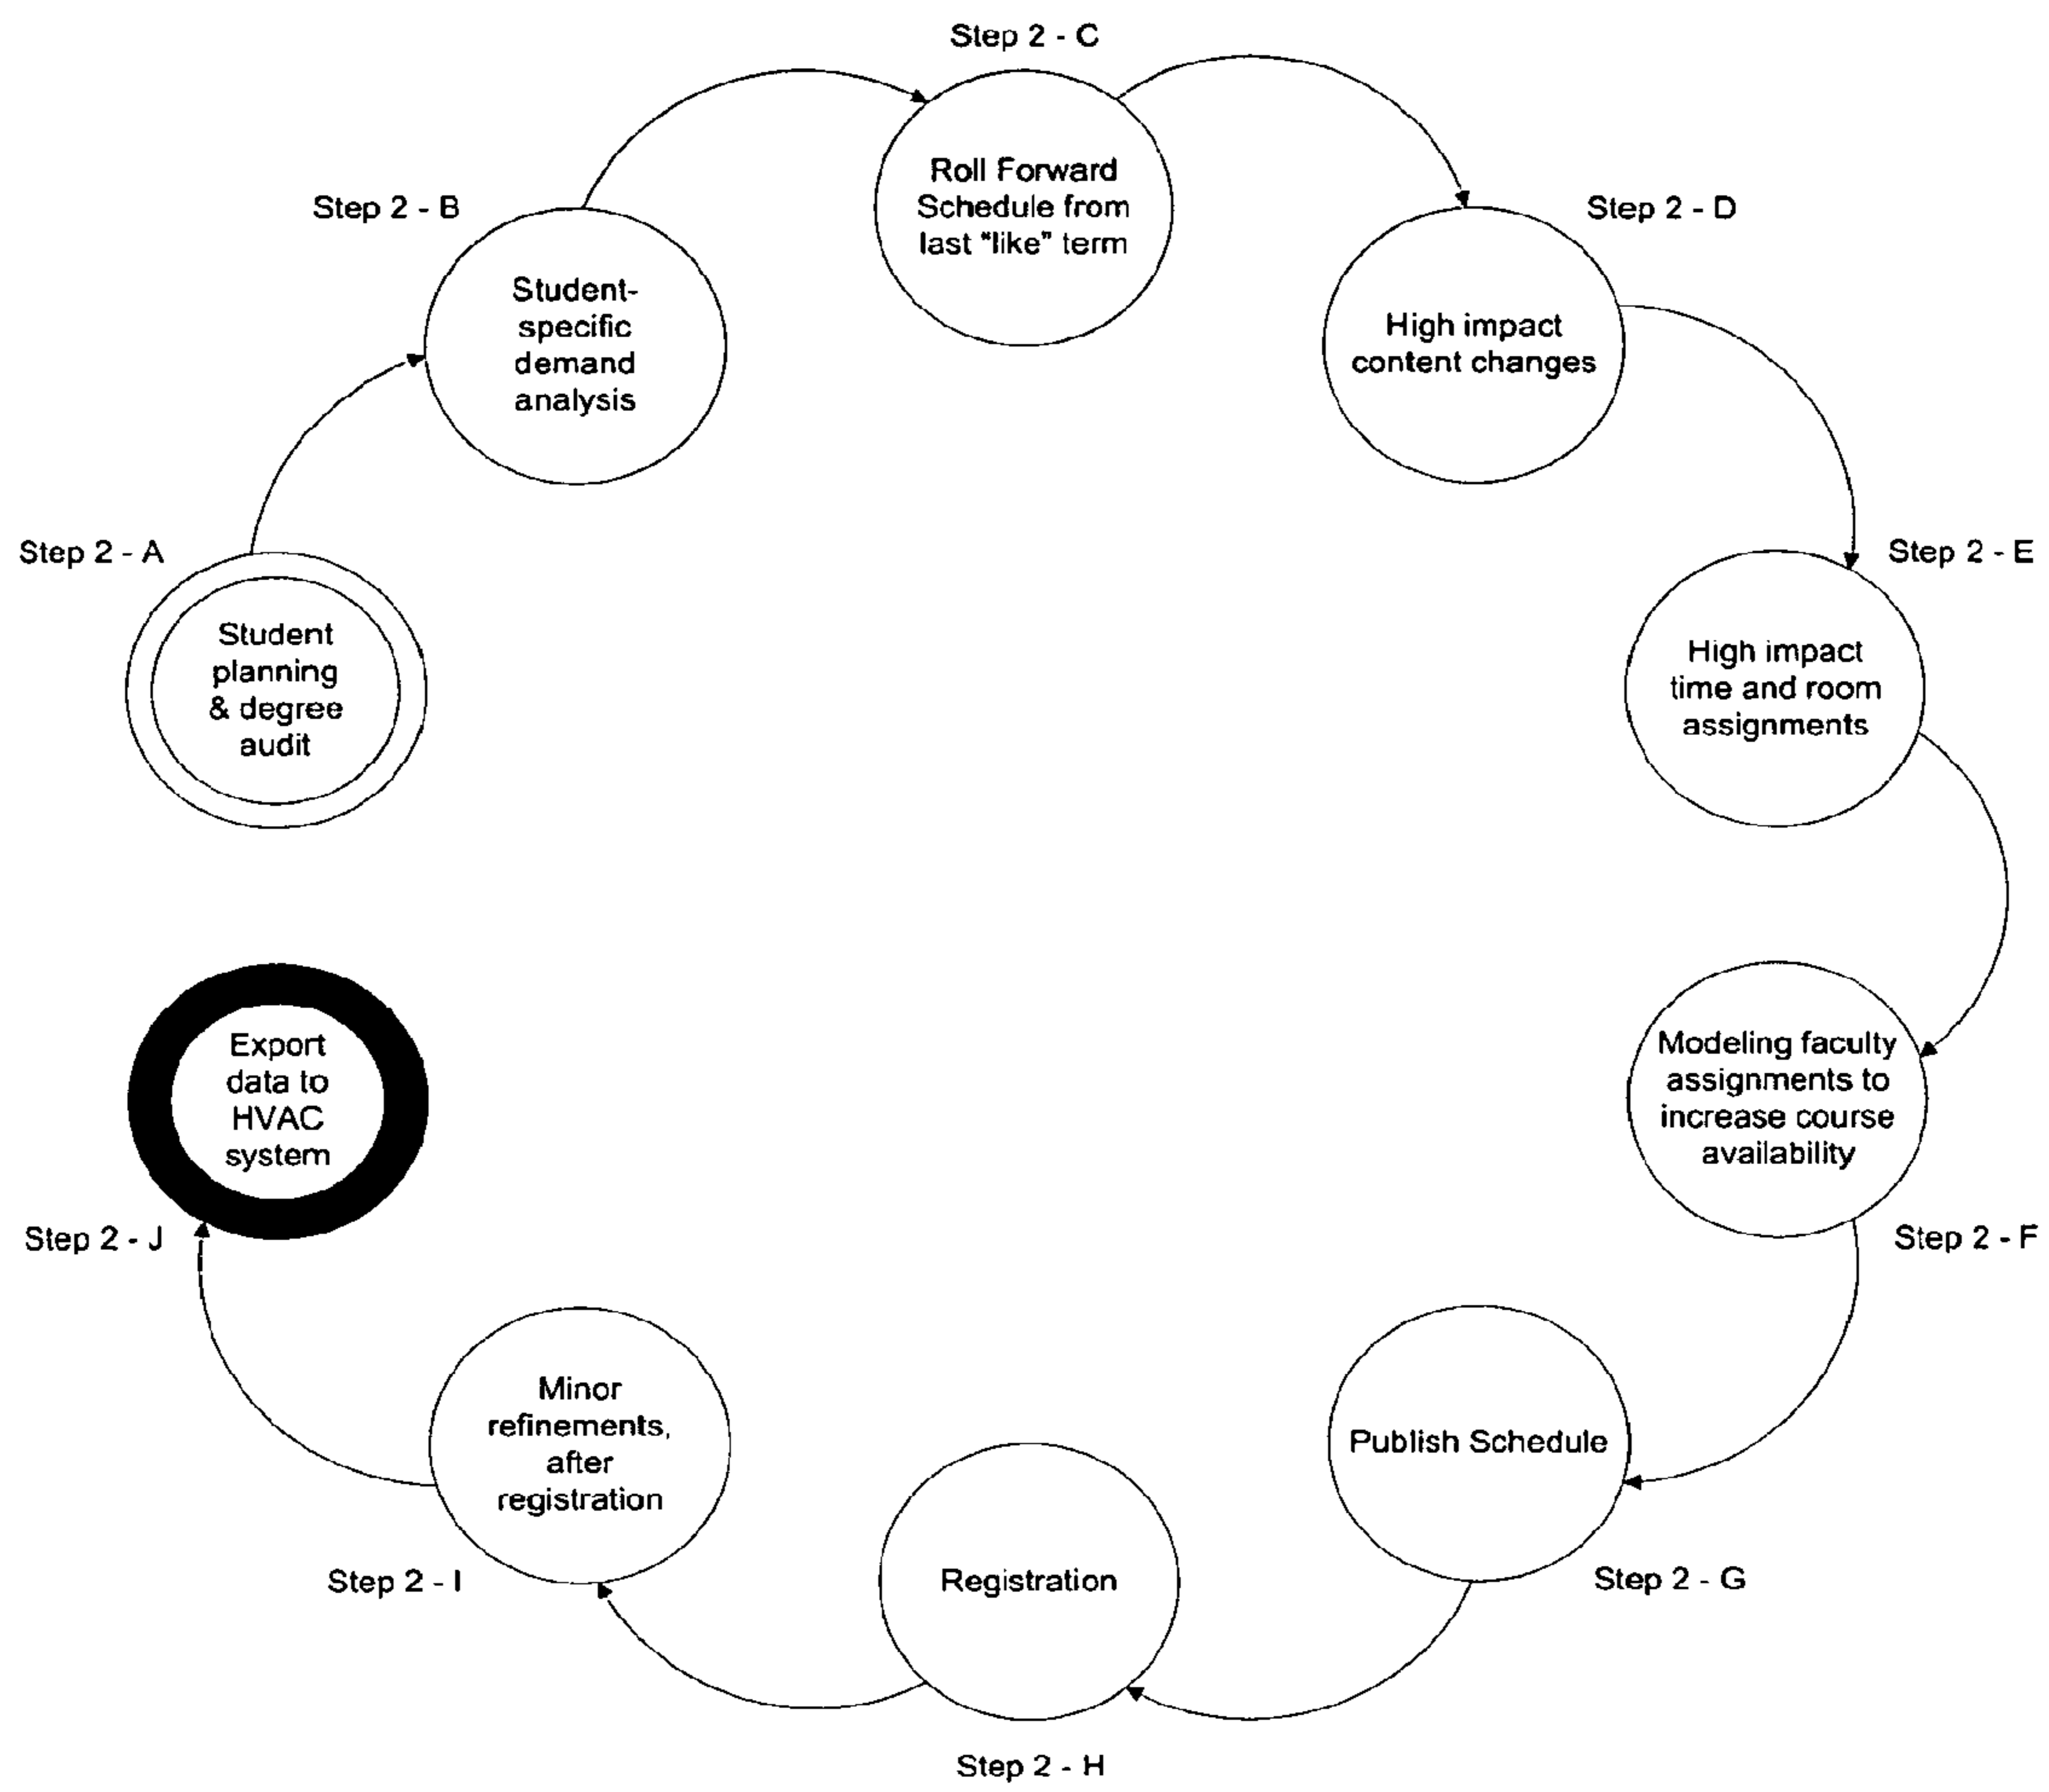 Step 2 - A
Student
planning
& degree
audit
Step 2 - B
Student-
specific
demand
analysis
Step 2 - C
Roll Forward
Schedule from
last "like" term
Step 2 - D
High impact
content changes
Step 2 - E
High impact
time and room
assignments
Modeling faculty
assignments to
increase course
availability
Step 2 - F
Publish Schedule
Step 2 - G
Registration
Step 2 - H
Minor
refinements,
after
registration
Step 2 - I
Export
data to
HVAC
system
Step 2 - J